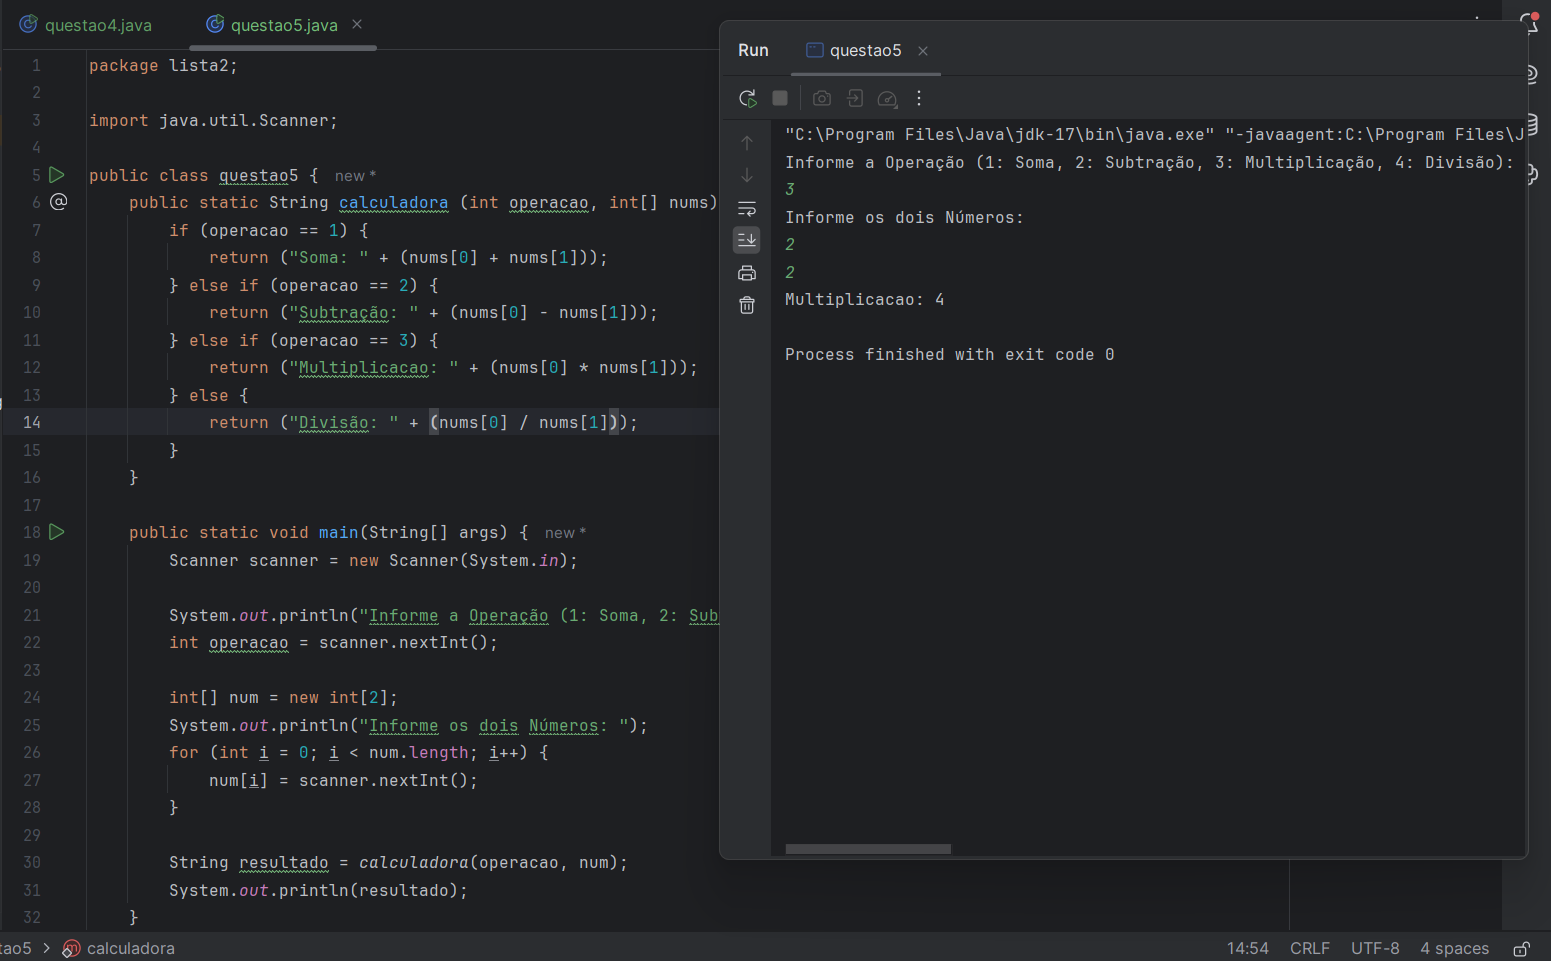 questao4.java
questao5.java
1 package lista2;
2
3 import java.util.Scanner;
4
5 public class questao5 { new *
6 public static String calculadora (int operacao, int[] nums)
7 if (operacao == 1) {
8 return ("Soma: " + (nums[0] + nums[1]));
9 } else if (operacao == 2) {
10 return ("Subtração: " + (nums[0] - nums[1]));
11 } else if (operacao == 3) {
12 return ("Multiplicacao: " + (nums[0] * nums[1]));
13 } else {
14 return ("Divisão: " + (nums[0] / nums[1]));
15 }
16 }
17
18 public static void main(String[] args) { new *
19 Scanner scanner = new Scanner(System.in);
20
21 System.out.println("Informe a Operação (1: Soma, 2: Sub
22 int operacao = scanner.nextInt();
23
24 int[] num = new int[2];
25 System.out.println("Informe os dois Números: ");
26 for (int i = 0; i < num.length; i++) {
27 num[i] = scanner.nextInt();
28 }
29
30 String resultado = calculadora(operacao, num);
31 System.out.println(resultado);
32 }
Run questao5
"C:\Program Files\Java\jdk-17\bin\java.exe" "-javaagent:C:\Program Files\J
Informe a Operação (1: Soma, 2: Subtração, 3: Multiplicação, 4: Divisão):
3
Informe os dois Números:
2
2
Multiplicacao: 4
Process finished with exit code 0
tao5 > calculadora
14:54 CRLF UTF-8 4 spaces